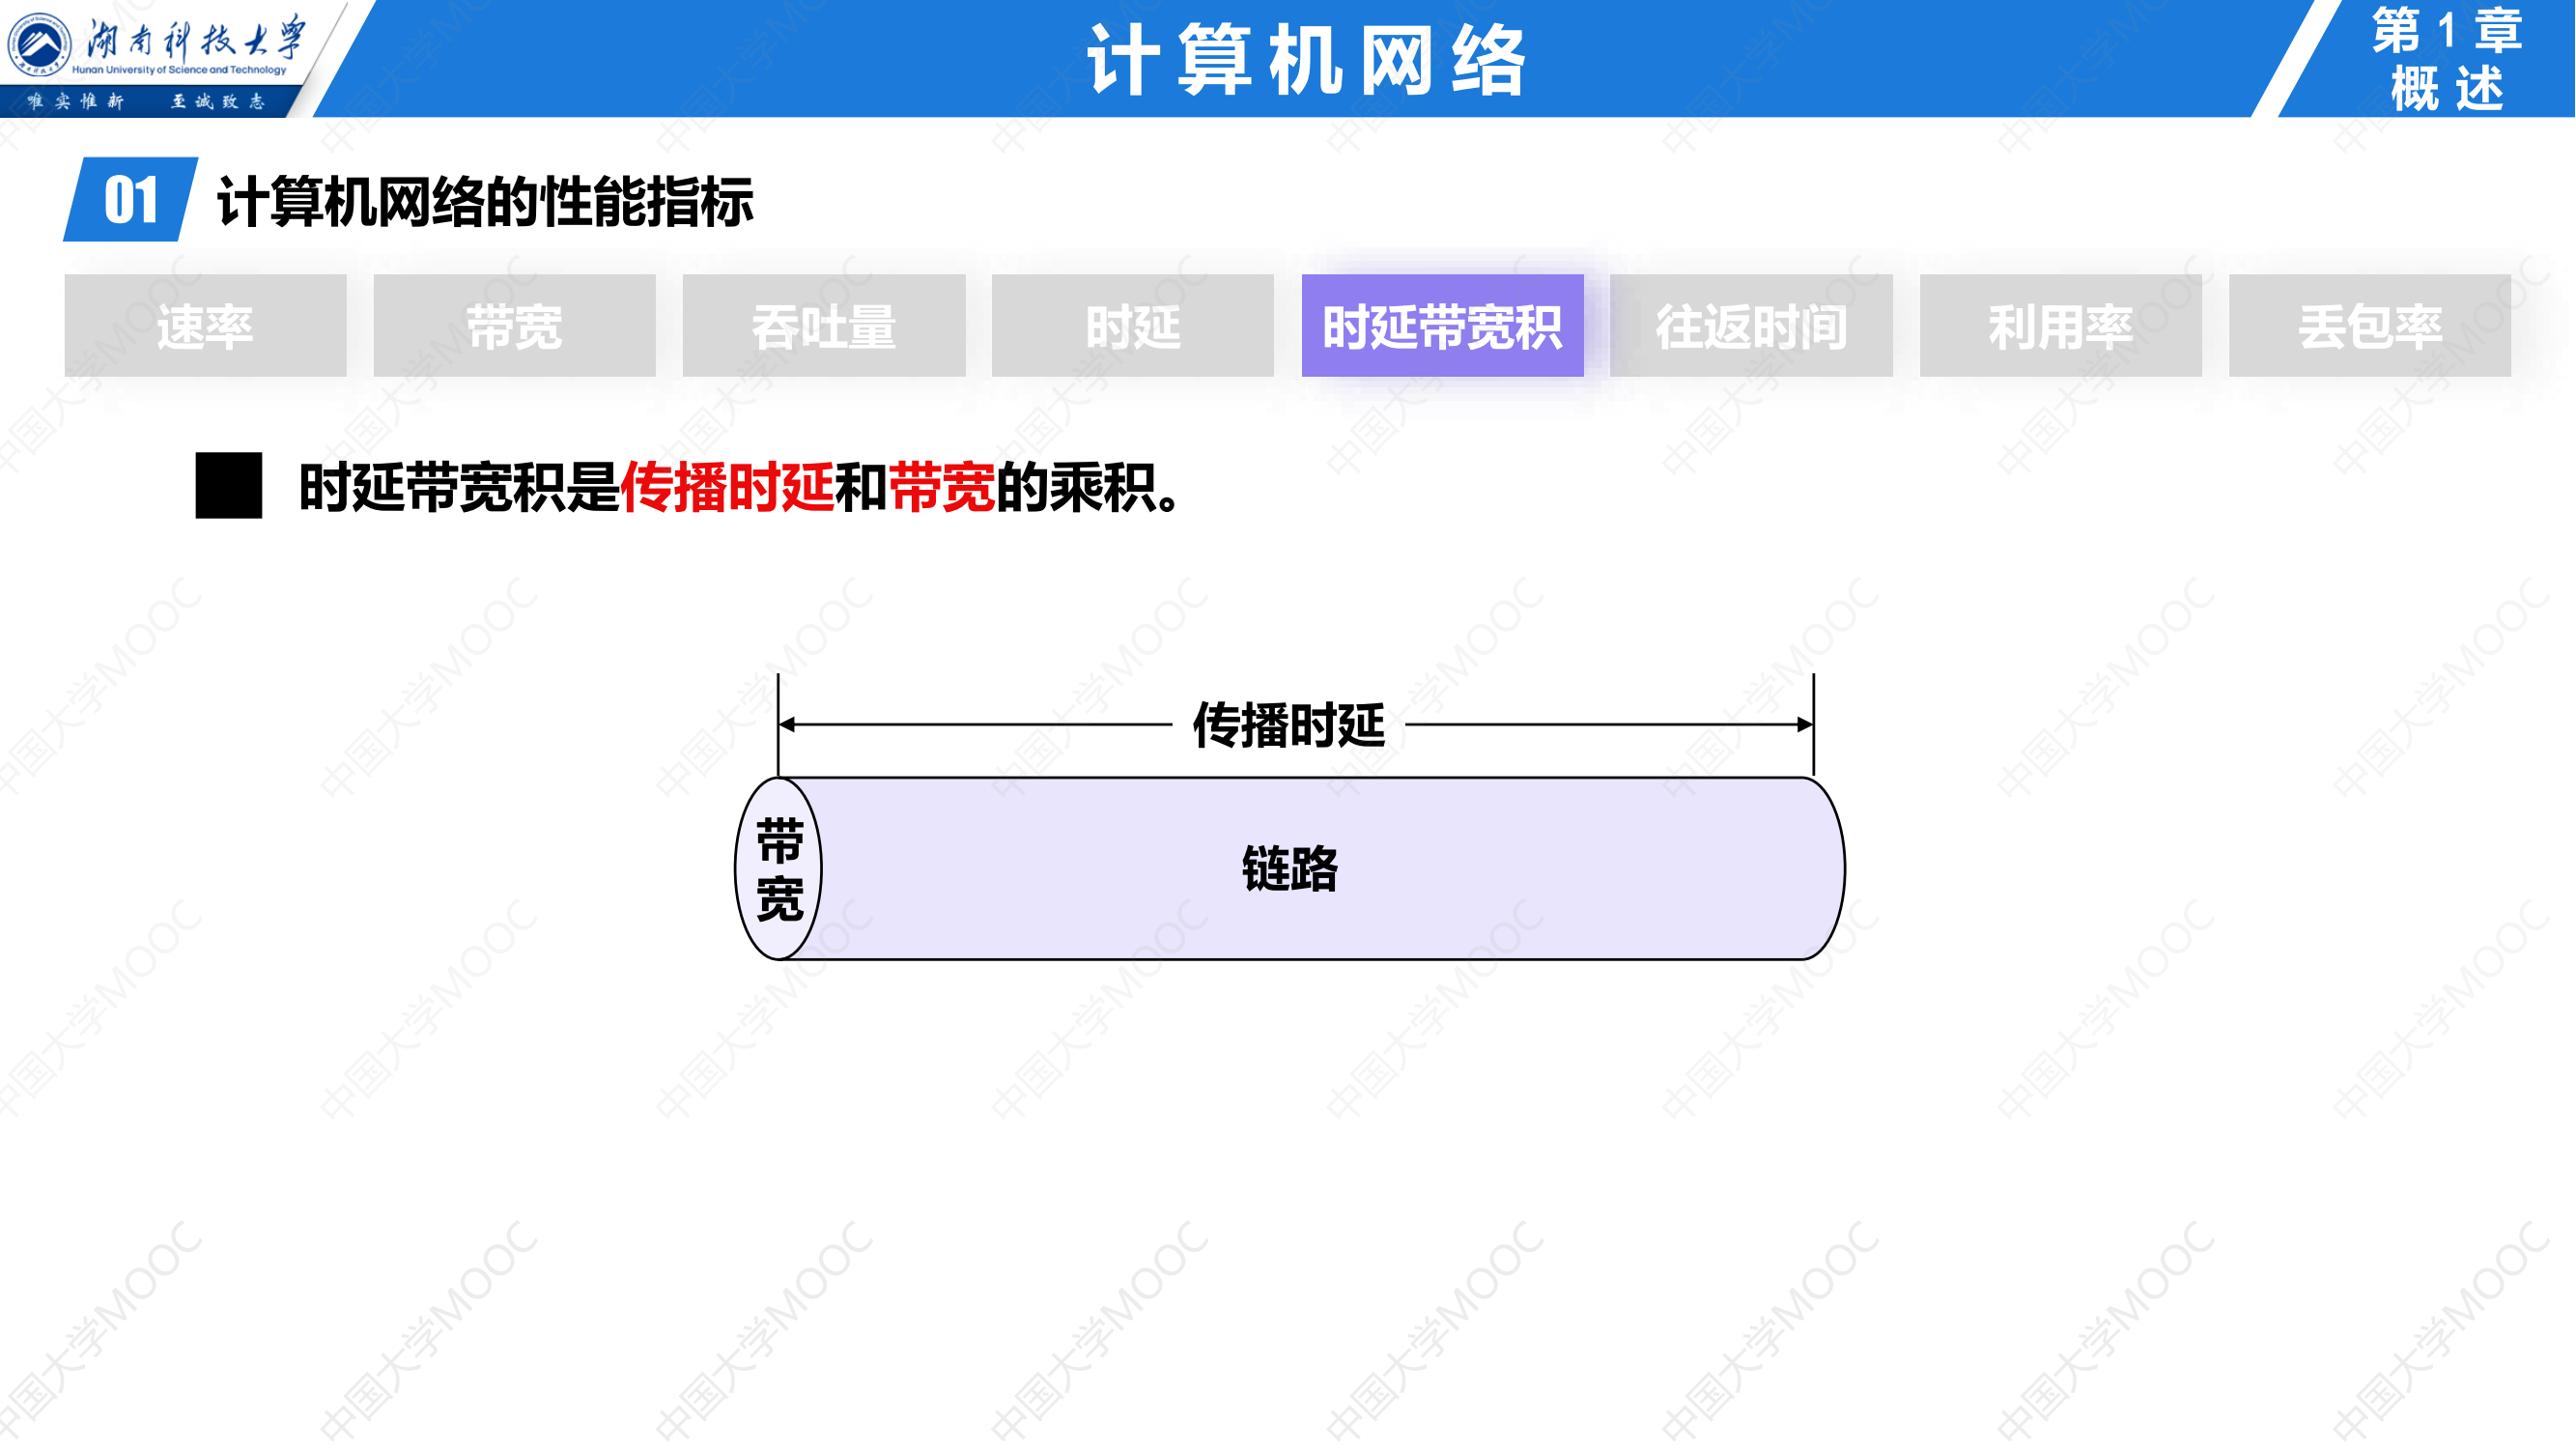 湖南科技大学
Hunan University of Science and Technology
唯实惟新 至诚致志
计算机网络
第1章
概述
01 计算机网络的性能指标
速率 带宽 吞吐量 时延 时延带宽积 往返时间 利用率 丢包率
时延带宽积是传播时延和带宽的乘积。
传播时延
带宽
链路
中国大学MOOC